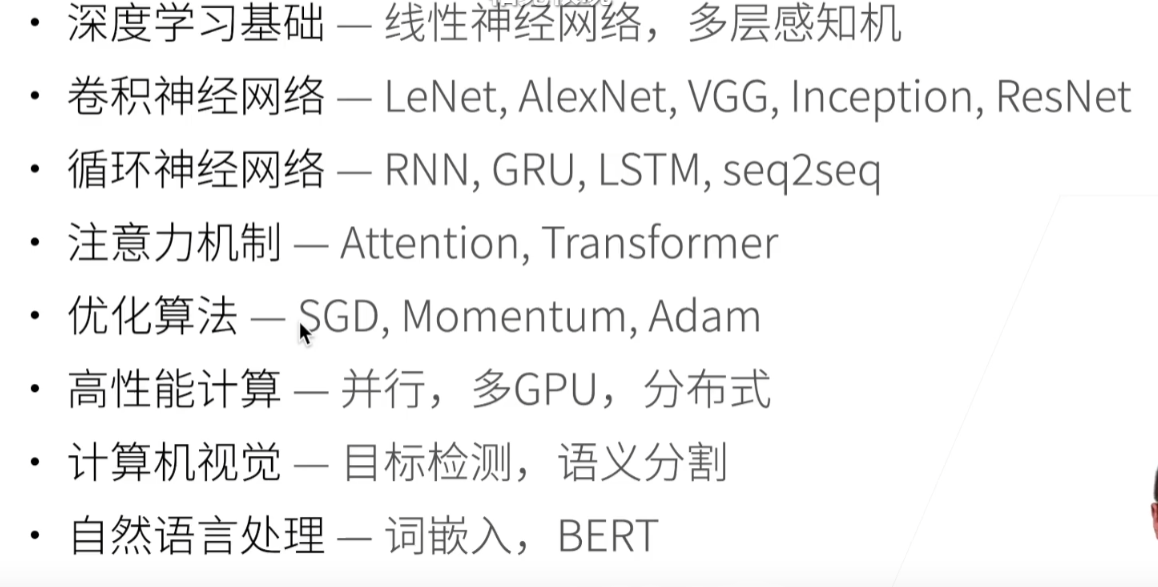 • 深度学习基础 — 线性神经网络，多层感知机
• 卷积神经网络 — LeNet, AlexNet, VGG, Inception, ResNet
• 循环神经网络 — RNN, GRU, LSTM, seq2seq
• 注意力机制 — Attention, Transformer
• 优化算法 — SGD, Momentum, Adam
• 高性能计算 — 并行，多GPU，分布式
• 计算机视觉 — 目标检测，语义分割
• 自然语言处理 — 词嵌入，BERT